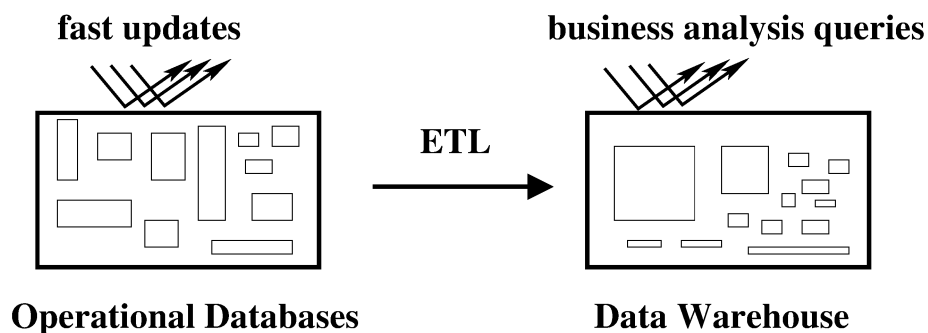 fast updates
business analysis queries
ETL
Operational Databases
Data Warehouse